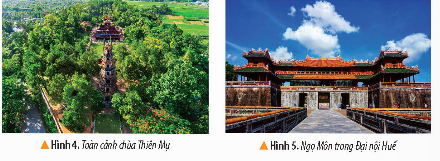 ▲Hình 4. Toàn cảnh chùa Thiên Mụ
▲Hình 5. Ngọ Môn trong Đại nội Huế